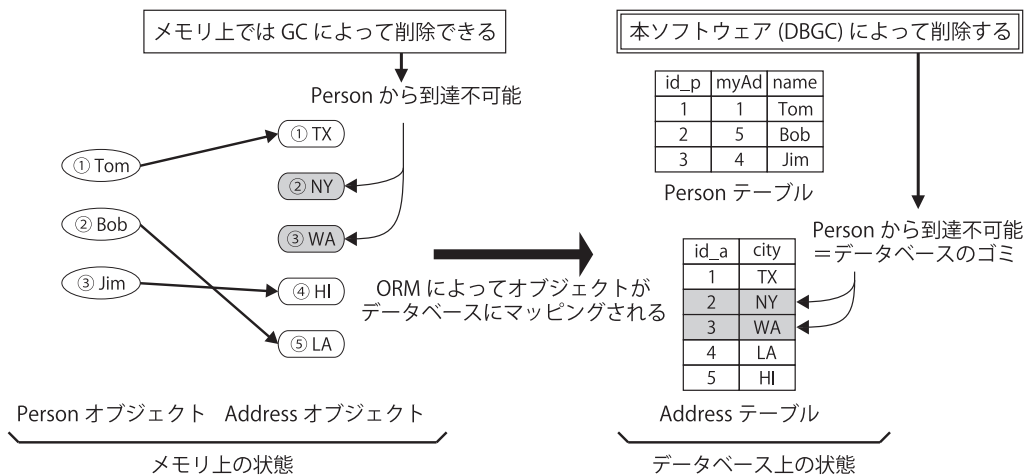 メモリ上では GC によって削除できる
Person から到達不可能
① Tom
② Bob
③ Jim
① TX
② NY
③ WA
④ HI
⑤ LA
Person オブジェクト Address オブジェクト
メモリ上の状態
ORM によってオブジェクトが
データベースにマッピングされる
本ソフトウェア (DBGC) によって削除する
id_p myAd name
1 1 Tom
2 5 Bob
3 4 Jim
Person テーブル
Person から到達不可能
=データベースのゴミ
id_a city
1 TX
2 NY
3 WA
4 LA
5 HI
Address テーブル
データベース上の状態